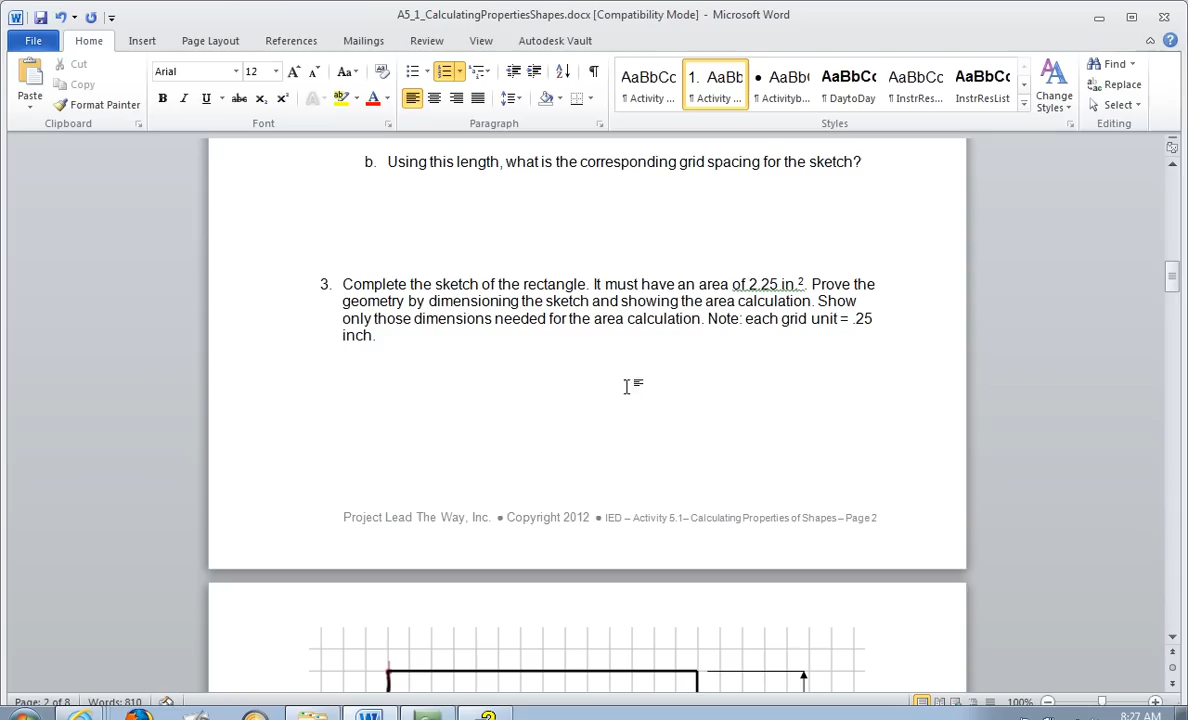 A5_1_CalculatingPropertiesShapes.docx [Compatibility Mode] - Microsoft Word
File Home Insert Page Layout References Mailings Review View Autodesk Vault
Paste
Cut
Copy
Format Painter
Clipboard
Arial 12
Font
Paragraph
AaBbCc AaBb AaBb( AaBbCc AaBbCc AaBbCc
¶ Activity ... ¶ Activity ... ¶ Activityb... ¶ DaytoDay ¶ InstrRes... InstrResList
Change Styles
Styles
Find
Replace
Select
Editing
b. Using this length, what is the corresponding grid spacing for the sketch?
3. Complete the sketch of the rectangle. It must have an area of 2.25 in.². Prove the
geometry by dimensioning the sketch and showing the area calculation. Show
only those dimensions needed for the area calculation. Note: each grid unit = .25
inch.
Project Lead The Way, Inc. ● Copyright 2012 ● IED – Activity 5.1– Calculating Properties of Shapes – Page 2
Page: 2 of 8 Words: 810 100%
8:27 AM